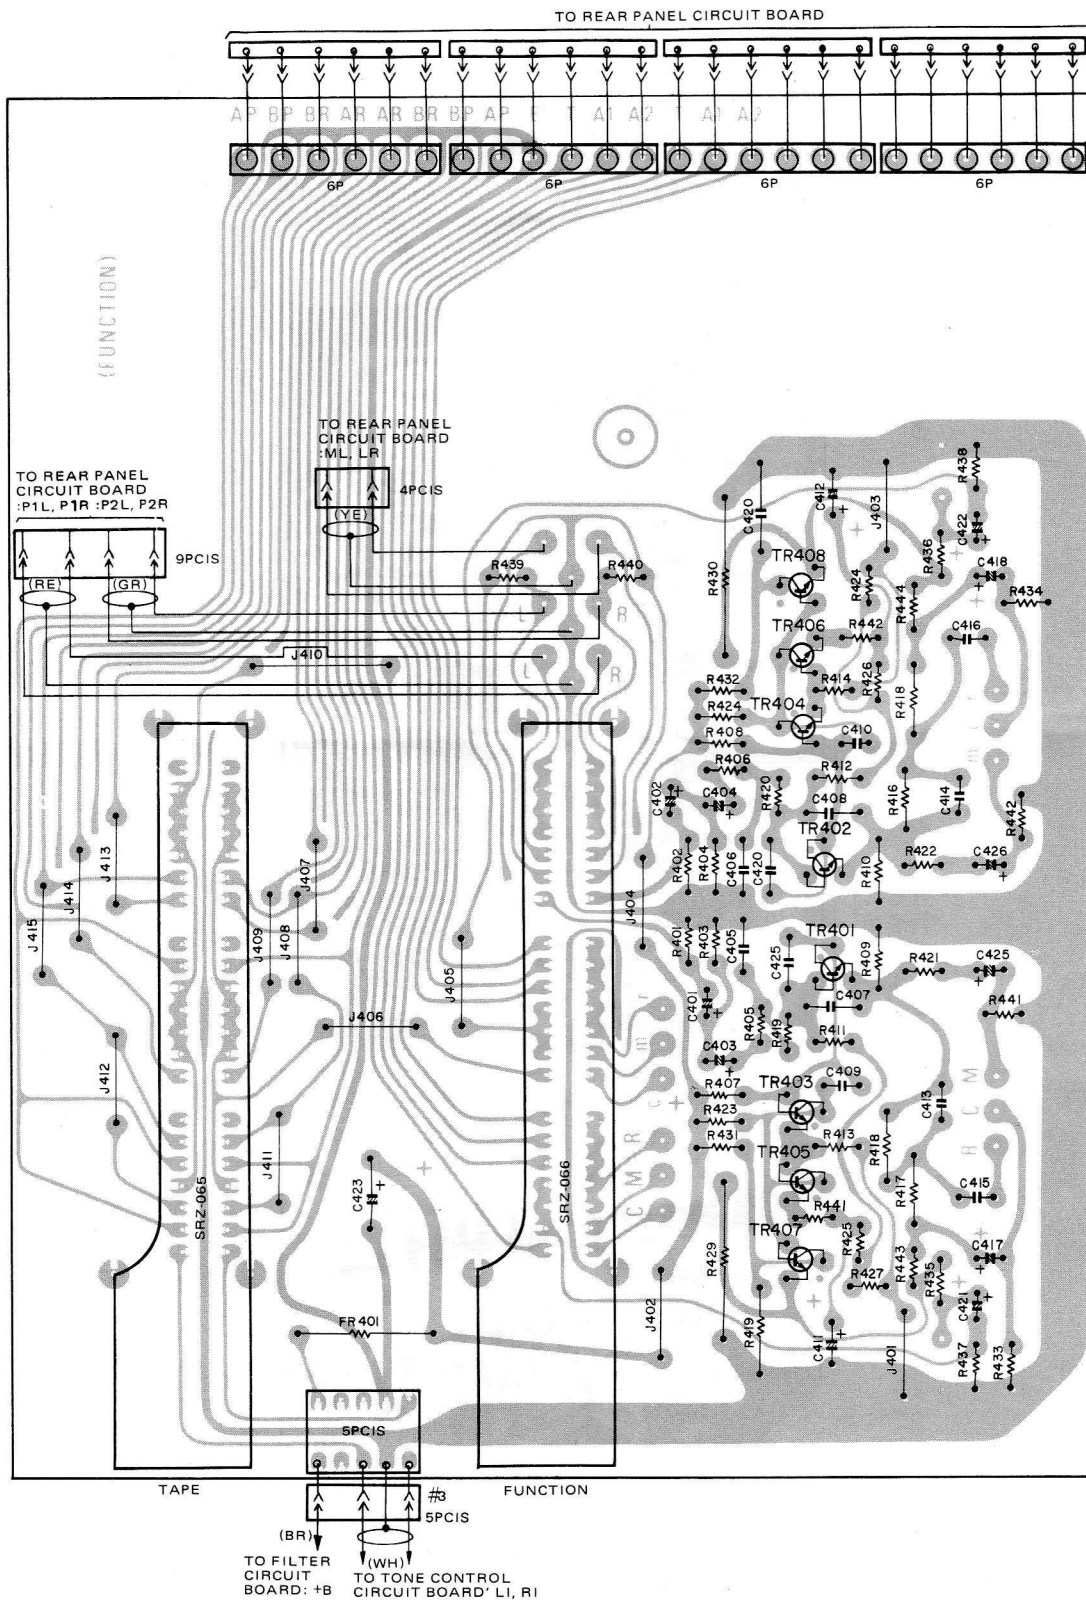 TO REAR PANEL CIRCUIT BOARD
AP BP BR AR AR BR BP AP E T A1 A2 T A1 A2
6P 6P 6P 6P
(FUNCTION)
TO REAR PANEL
CIRCUIT BOARD
:ML, LR
4PCIS
(YE)
TO REAR PANEL
CIRCUIT BOARD
:P1L, P1R :P2L, P2R
9PCIS
(RE) (GR)
R439 R440
L R
L R
J410
R438
C412
J403
C420
C422
R436
TR408
C418
R430
R424
R444
R434
TR406
R442
C416
R432
R414
R426
R418
R424
TR404
R408
C410
R406
R412
C402
C404
R420
C408
R416
C414
R442
TR402
R402
R404
C406
C420
R410
R422
C426
J413
J414
J415
J407
J409
J408
J404
J405
R401
R403
C405
C425
TR401
R409
R421
C425
R441
C401
R405
R419
C407
R411
J406
C403
J412
R407
TR403
C409
R423
C413
R431
R413
R418
J411
TR405
R417
C415
C423
R441
SRZ-065
SRZ-066
C M R
R C M
R429
TR407
R425
R443
R435
C417
R427
C421
J402
R419
C411
J401
R437
R433
FR401
5PCIS
TAPE
FUNCTION
#3
5PCIS
(BR)
(WH)
TO FILTER
CIRCUIT
BOARD: +B
TO TONE CONTROL
CIRCUIT BOARD' LI, RI